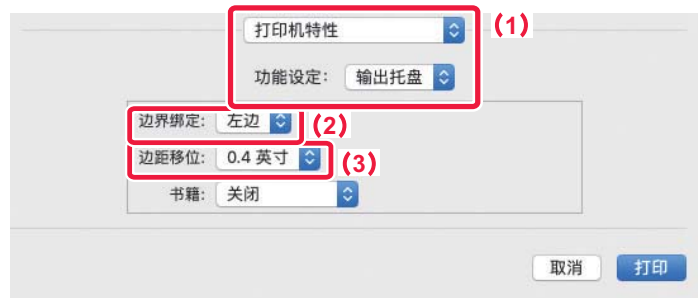 打印机特性 (1)
功能设定: 输出托盘
边界绑定: 左边 (2)
边距移位: 0.4 英寸 (3)
书籍: 关闭
取消 打印